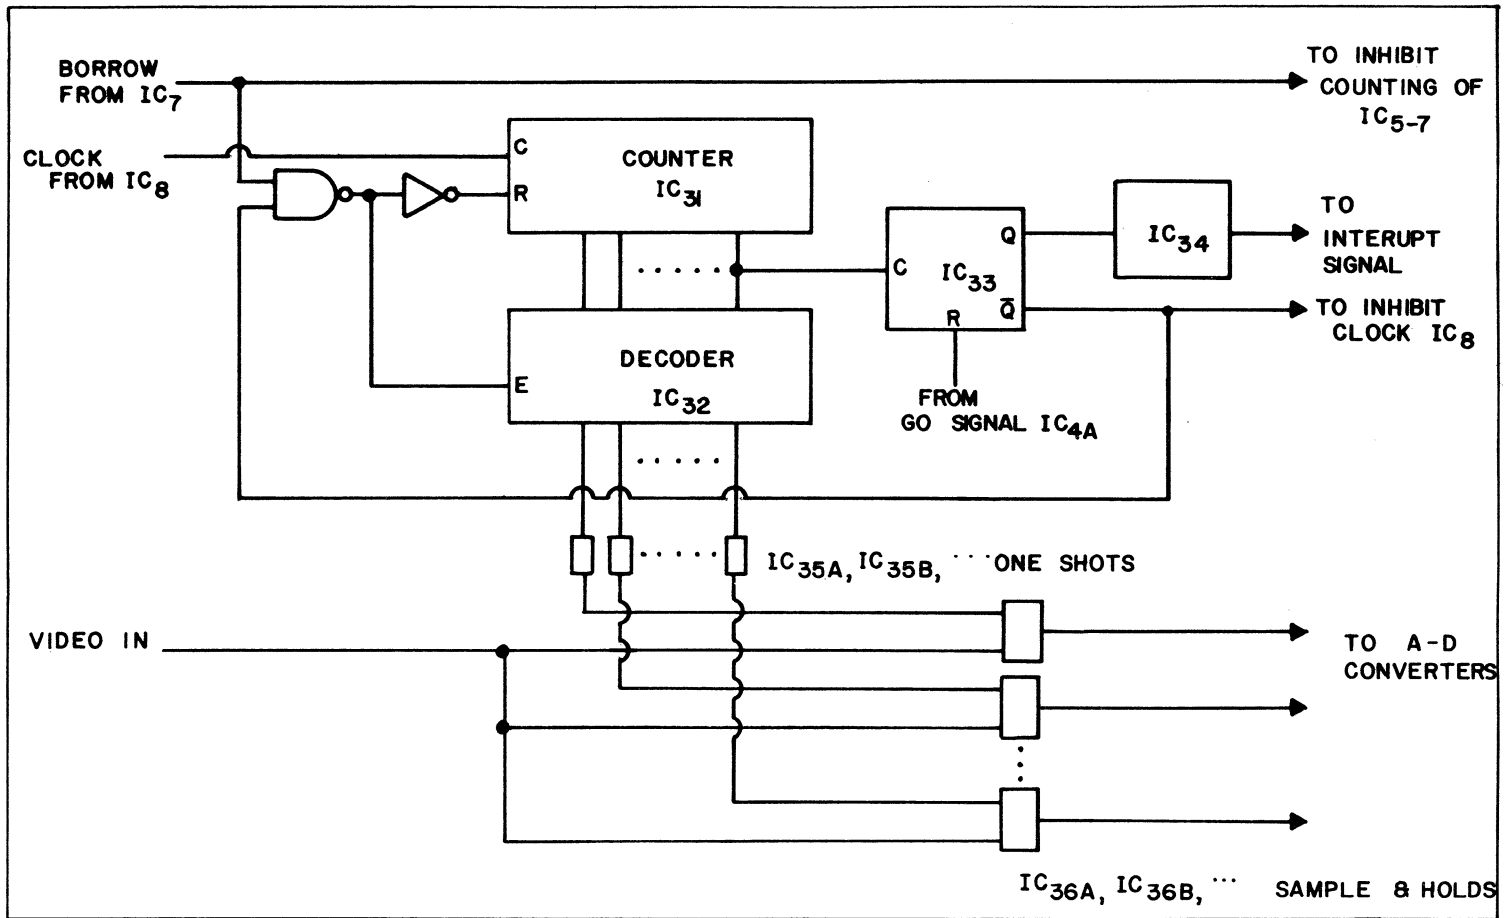 BORROW
FROM IC7
TO INHIBIT
COUNTING OF
IC5-7
CLOCK
FROM IC8
C
R
COUNTER
IC31
C
IC33
Q
Q̅
R
IC34
TO
INTERUPT
SIGNAL
TO INHIBIT
CLOCK IC8
E
DECODER
IC32
FROM
GO SIGNAL IC4A
IC35A, IC35B, ··· ONE SHOTS
VIDEO IN
TO A-D
CONVERTERS
IC36A, IC36B, ··· SAMPLE & HOLDS